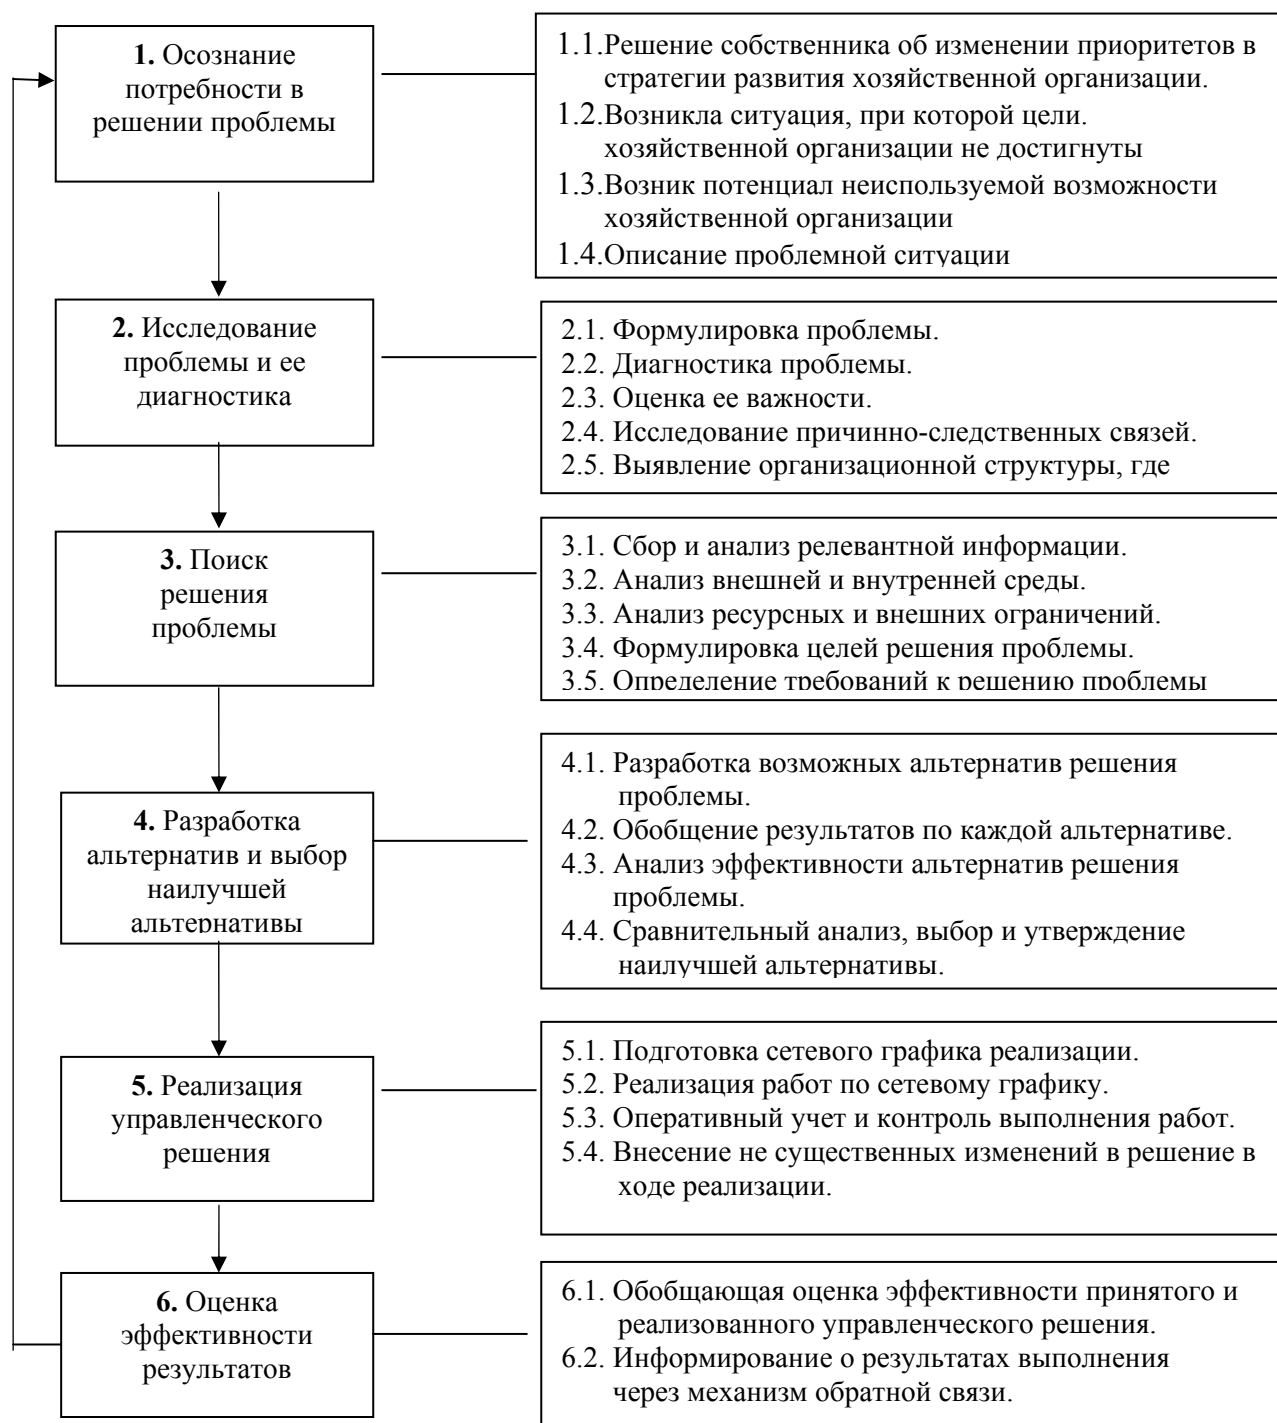 1. Осознание
потребности в
решении проблемы
1.1.Решение собственника об изменении приоритетов в
стратегии развития хозяйственной организации.
1.2.Возникла ситуация, при которой цели.
хозяйственной организации не достигнуты
1.3.Возник потенциал неиспользуемой возможности
хозяйственной организации
1.4.Описание проблемной ситуации
2. Исследование
проблемы и ее
диагностика
2.1. Формулировка проблемы.
2.2. Диагностика проблемы.
2.3. Оценка ее важности.
2.4. Исследование причинно-следственных связей.
2.5. Выявление организационной структуры, где
3. Поиск
решения
проблемы
3.1. Сбор и анализ релевантной информации.
3.2. Анализ внешней и внутренней среды.
3.3. Анализ ресурсных и внешних ограничений.
3.4. Формулировка целей решения проблемы.
3.5. Определение требований к решению проблемы
4. Разработка
альтернатив и выбор
наилучшей
альтернативы
4.1. Разработка возможных альтернатив решения
проблемы.
4.2. Обобщение результатов по каждой альтернативе.
4.3. Анализ эффективности альтернатив решения
проблемы.
4.4. Сравнительный анализ, выбор и утверждение
наилучшей альтернативы.
5. Реализация
управленческого
решения
5.1. Подготовка сетевого графика реализации.
5.2. Реализация работ по сетевому графику.
5.3. Оперативный учет и контроль выполнения работ.
5.4. Внесение не существенных изменений в решение в
ходе реализации.
6. Оценка
эффективности
результатов
6.1. Обобщающая оценка эффективности принятого и
реализованного управленческого решения.
6.2. Информирование о результатах выполнения
через механизм обратной связи.